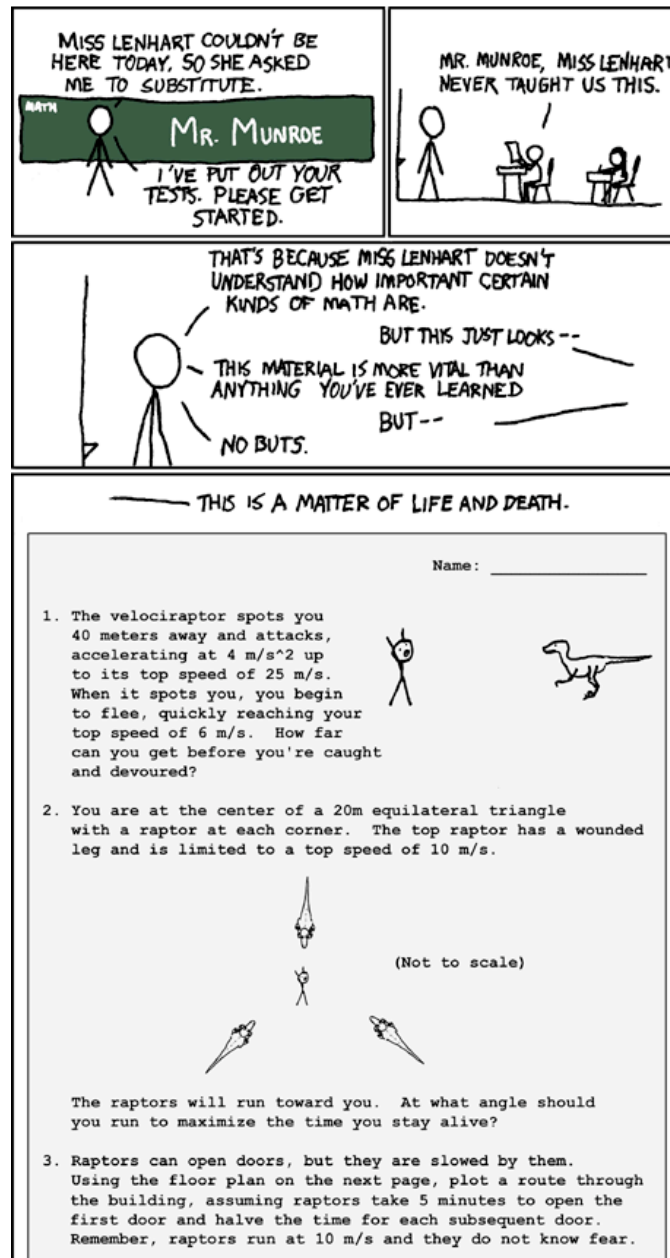 MISS LENHART COULDN'T BE
HERE TODAY, SO SHE ASKED
ME TO SUBSTITUTE.
MATH
MR. MUNROE
I'VE PUT OUT YOUR
TESTS. PLEASE GET
STARTED.
MR. MUNROE, MISS LENHART
NEVER TAUGHT US THIS.
THAT'S BECAUSE MISS LENHART DOESN'T
UNDERSTAND HOW IMPORTANT CERTAIN
KINDS OF MATH ARE.
BUT THIS JUST LOOKS--
THIS MATERIAL IS MORE VITAL THAN
ANYTHING YOU'VE EVER LEARNED
BUT--
NO BUTS.
THIS IS A MATTER OF LIFE AND DEATH.
Name: ________________
1. The velociraptor spots you
40 meters away and attacks,
accelerating at 4 m/s^2 up
to its top speed of 25 m/s.
When it spots you, you begin
to flee, quickly reaching your
top speed of 6 m/s. How far
can you get before you're caught
and devoured?
2. You are at the center of a 20m equilateral triangle
with a raptor at each corner. The top raptor has a wounded
leg and is limited to a top speed of 10 m/s.
(Not to scale)
The raptors will run toward you. At what angle should
you run to maximize the time you stay alive?
3. Raptors can open doors, but they are slowed by them.
Using the floor plan on the next page, plot a route through
the building, assuming raptors take 5 minutes to open the
first door and halve the time for each subsequent door.
Remember, raptors run at 10 m/s and they do not know fear.